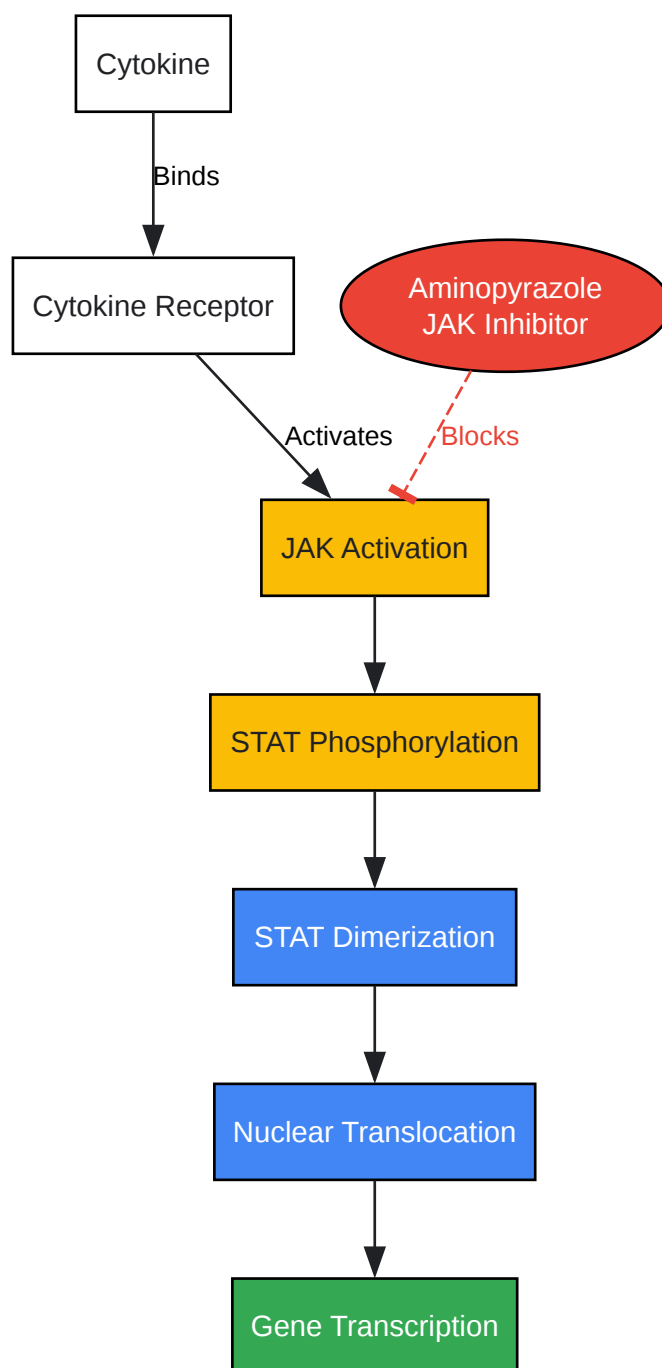 Cytokine
Binds
Cytokine Receptor
Aminopyrazole
JAK Inhibitor
Activates
Blocks
JAK Activation
STAT Phosphorylation
STAT Dimerization
Nuclear Translocation
Gene Transcription